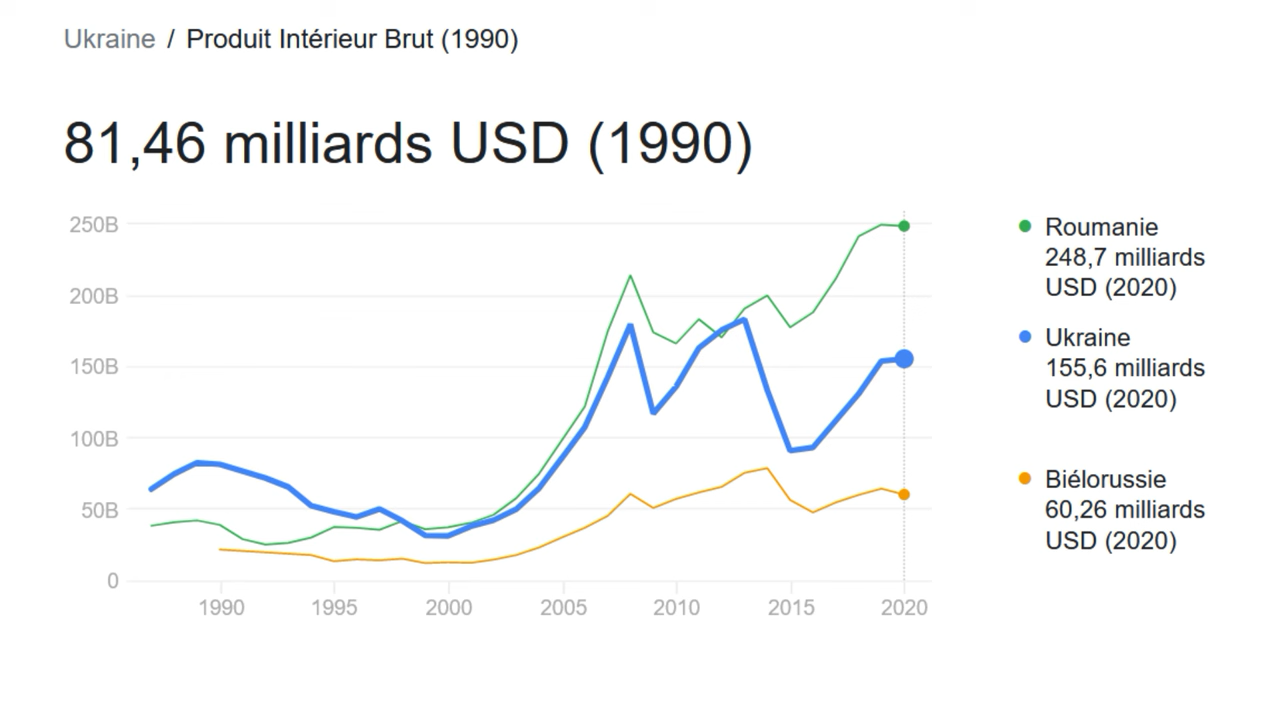 Ukraine / Produit Intérieur Brut (1990)
81,46 milliards USD (1990)
250B
200B
150B
100B
50B
0
1990 1995 2000 2005 2010 2015 2020
Roumanie
248,7 milliards
USD (2020)
Ukraine
155,6 milliards
USD (2020)
Biélorussie
60,26 milliards
USD (2020)